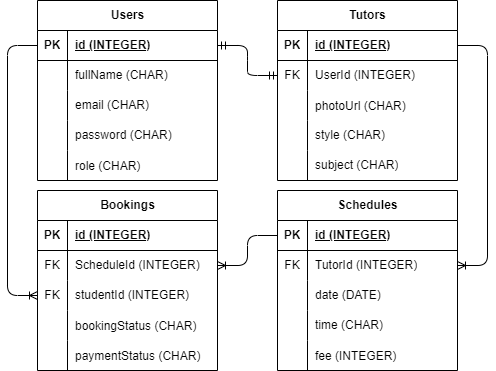 Users
PK id (INTEGER)
fullName (CHAR)
email (CHAR)
password (CHAR)
role (CHAR)
Tutors
PK id (INTEGER)
FK UserId (INTEGER)
photoUrl (CHAR)
style (CHAR)
subject (CHAR)
Bookings
PK id (INTEGER)
FK ScheduleId (INTEGER)
FK studentId (INTEGER)
bookingStatus (CHAR)
paymentStatus (CHAR)
Schedules
PK id (INTEGER)
FK TutorId (INTEGER)
date (DATE)
time (CHAR)
fee (INTEGER)